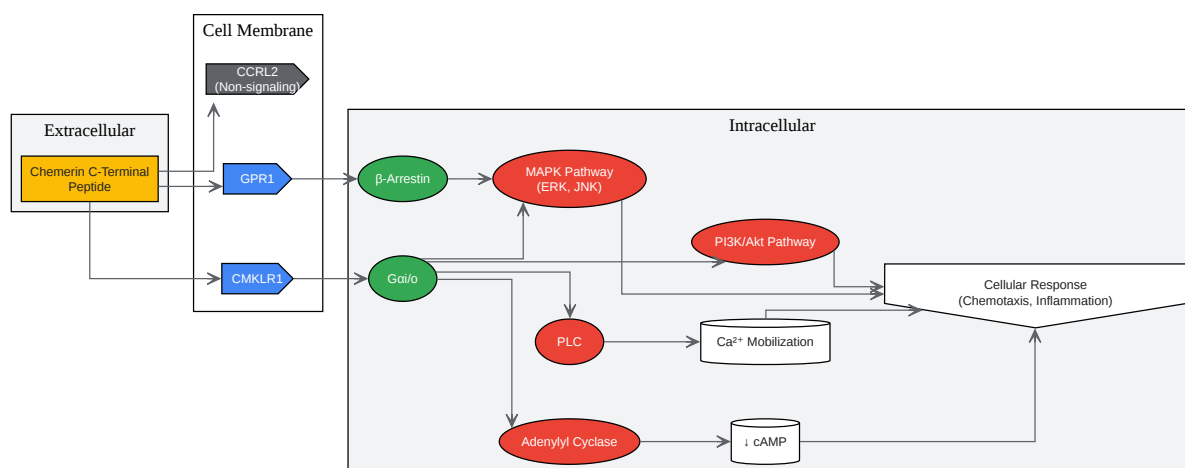 Cell Membrane
CCRL2
(Non-signaling)
Extracellular
Chemerin C-Terminal
Peptide
GPR1
CMKLR1
Intracellular
β-Arrestin
MAPK Pathway
(ERK, JNK)
PI3K/Akt Pathway
Gαi/o
Cellular Response
(Chemotaxis, Inflammation)
PLC
Ca²⁺ Mobilization
Adenylyl Cyclase
↓ cAMP